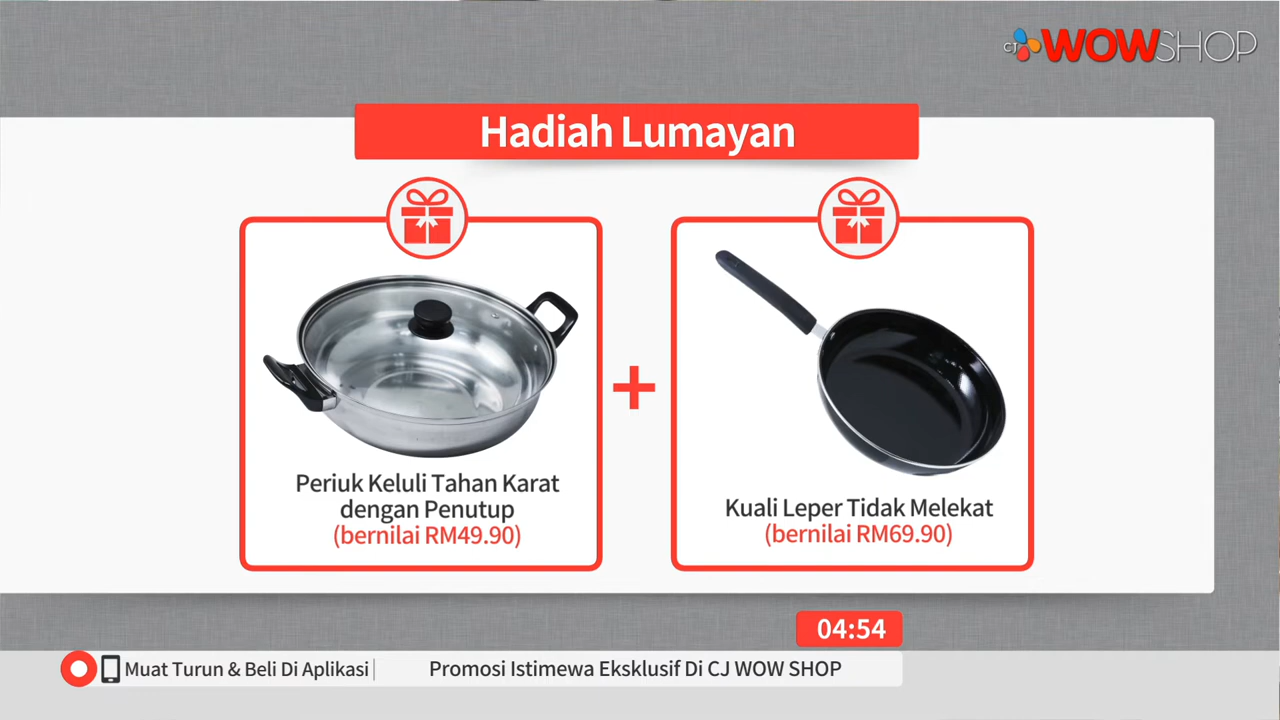 CJ WOWSHOP
Hadiah Lumayan
Periuk Keluli Tahan Karat
dengan Penutup
(bernilai RM49.90)
+
Kuali Leper Tidak Melekat
(bernilai RM69.90)
04:54
Muat Turun & Beli Di Aplikasi
Promosi Istimewa Eksklusif Di CJ WOW SHOP